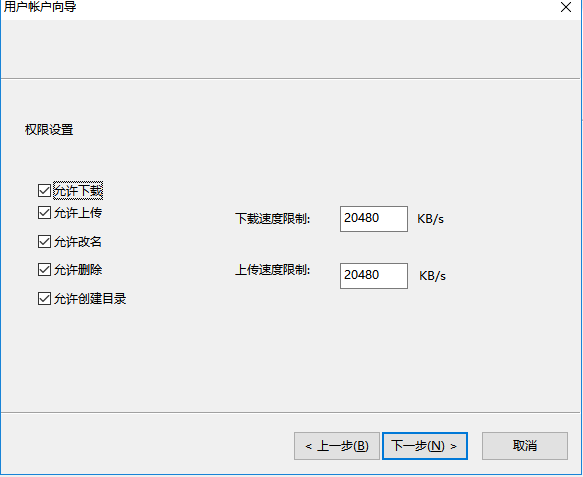 用户帐户向导
权限设置
允许下载
允许上传
下载速度限制: 20480 KB/s
允许改名
允许删除
上传速度限制: 20480 KB/s
允许创建目录
< 上一步(B) 下一步(N) > 取消